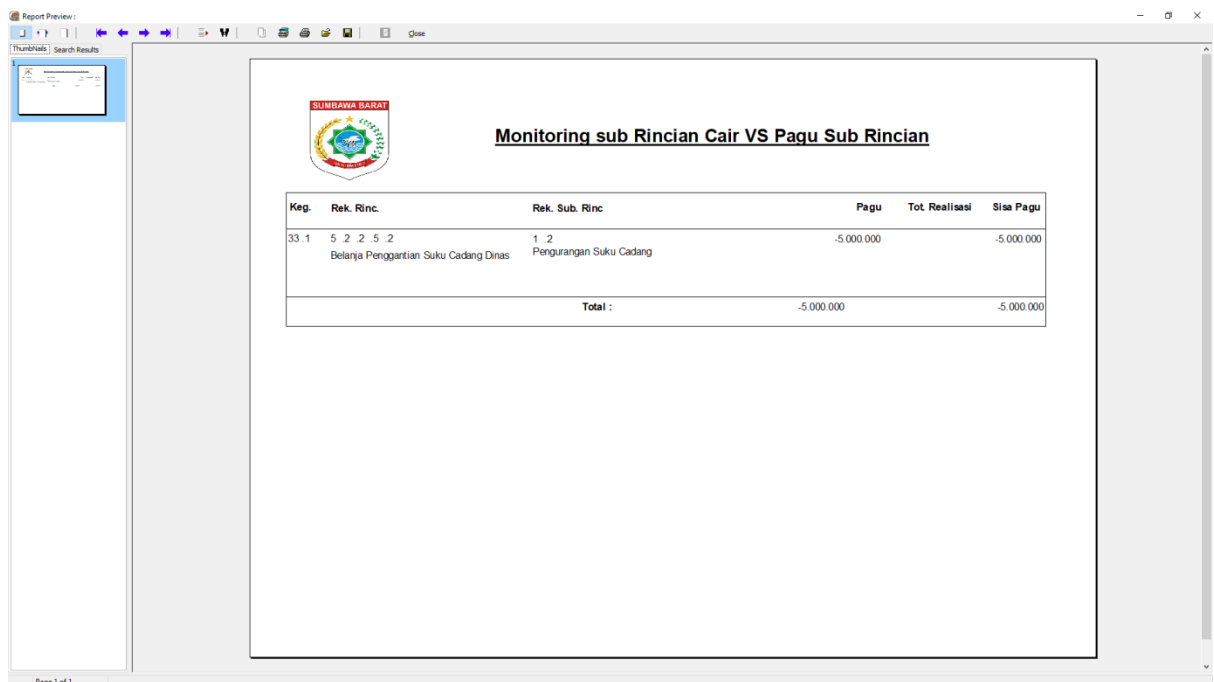 Report Preview :
Close
ThumbNails Search Results
1
SUMBAWA BARAT
Monitoring sub Rincian Cair VS Pagu Sub Rincian
Keg. Rek. Rinc. Rek. Sub. Rinc Pagu Tot. Realisasi Sisa Pagu
33 .1 5 .2 .2 .5 .2 1 .2 -5.000.000 -5.000.000
Belanja Penggantian Suku Cadang Dinas Pengurangan Suku Cadang
Total : -5.000.000 -5.000.000
Page 1 of 1